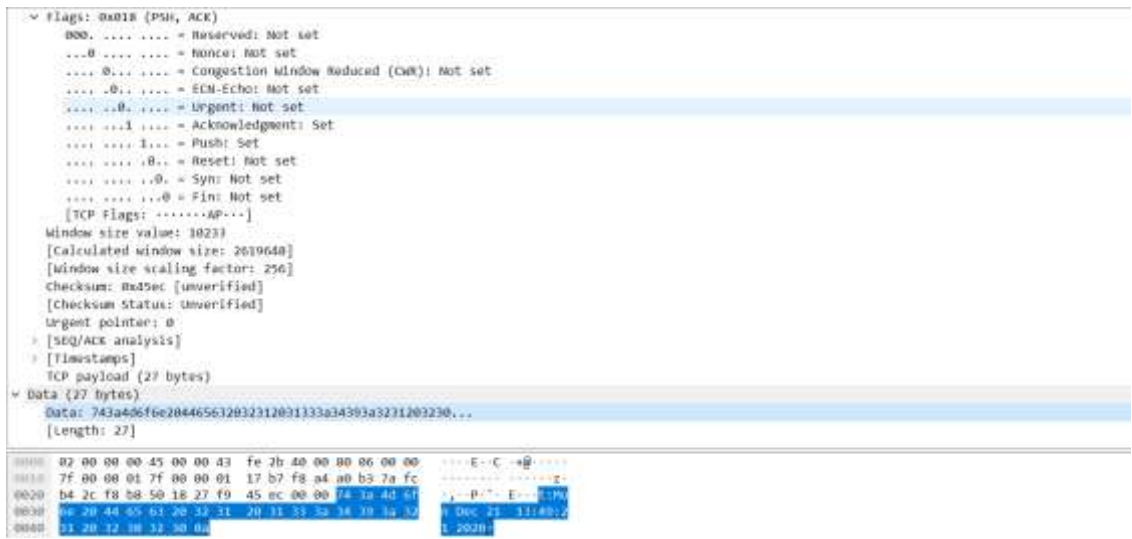 Flags: 0x018 (PSH, ACK)
000. .... .... = Reserved: Not set
...0 .... .... = Nonce: Not set
.... 0... .... = Congestion Window Reduced (CWR): Not set
.... .0.. .... = ECN-Echo: Not set
.... ..0. .... = Urgent: Not set
.... ...1 .... = Acknowledgment: Set
.... .... 1... = Push: Set
.... .... .0.. = Reset: Not set
.... .... ..0. = Syn: Not set
.... .... ...0 = Fin: Not set
[TCP Flags: ·······AP···]
Window size value: 10233
[Calculated window size: 2619648]
[Window size scaling factor: 256]
Checksum: 0x45ec [unverified]
[Checksum Status: Unverified]
Urgent pointer: 0
[SEQ/ACK analysis]
[Timestamps]
TCP payload (27 bytes)
Data (27 bytes)
Data: 743a4d6f6e204465632032312031333a34393a3231203230...
[Length: 27]
0000 02 00 00 00 45 00 00 43 fe 2b 40 00 80 06 00 00 ····E··C ·+@·····
0010 7f 00 00 01 7f 00 00 01 17 b7 f8 a4 a0 b3 7a fc ········ ······z·
0020 b4 2c f8 b8 50 18 27 f9 45 ec 00 00 74 3a 4d 6f ·,··P·'· E···t:Mo
0030 6e 20 44 65 63 20 32 31 20 31 33 3a 34 39 3a 32 n Dec 21 13:49:2
0040 31 20 32 30 32 30 0a 1 2020·